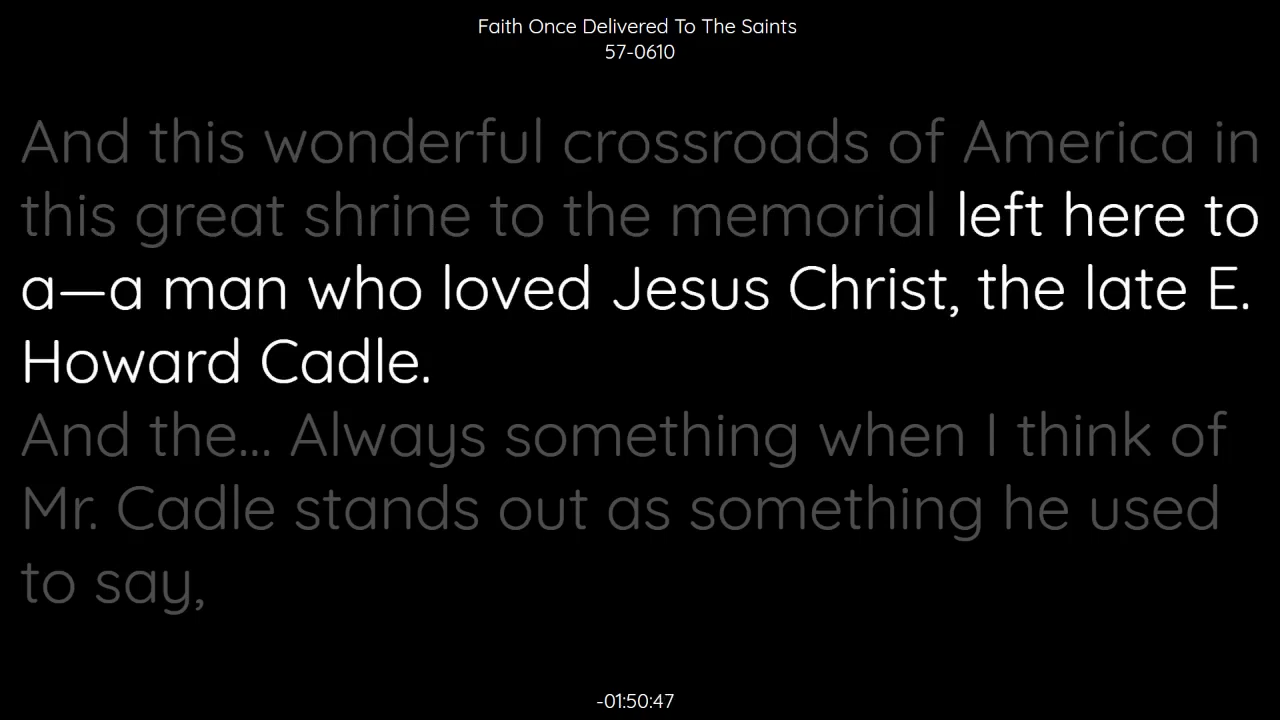 Faith Once Delivered To The Saints
57-0610
And this wonderful crossroads of America in
this great shrine to the memorial left here to
a—a man who loved Jesus Christ, the late E.
Howard Cadle.
And the... Always something when I think of
Mr. Cadle stands out as something he used
to say,
-01:50:47